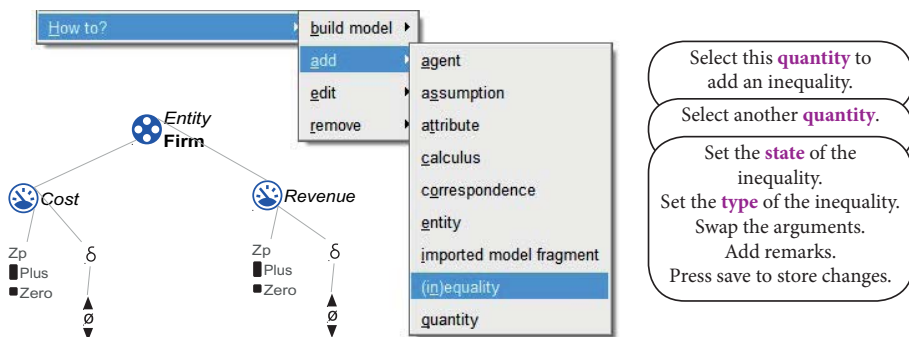 How to?
build model
add
edit
remove
agent
assumption
attribute
calculus
correspondence
entity
imported model fragment
(in)equality
quantity
Entity
Firm
Cost
Zp
Plus
Zero
δ
ø
Revenue
Zp
Plus
Zero
δ
ø
Select this quantity to
add an inequality.
Select another quantity.
Set the state of the
inequality.
Set the type of the inequality.
Swap the arguments.
Add remarks.
Press save to store changes.